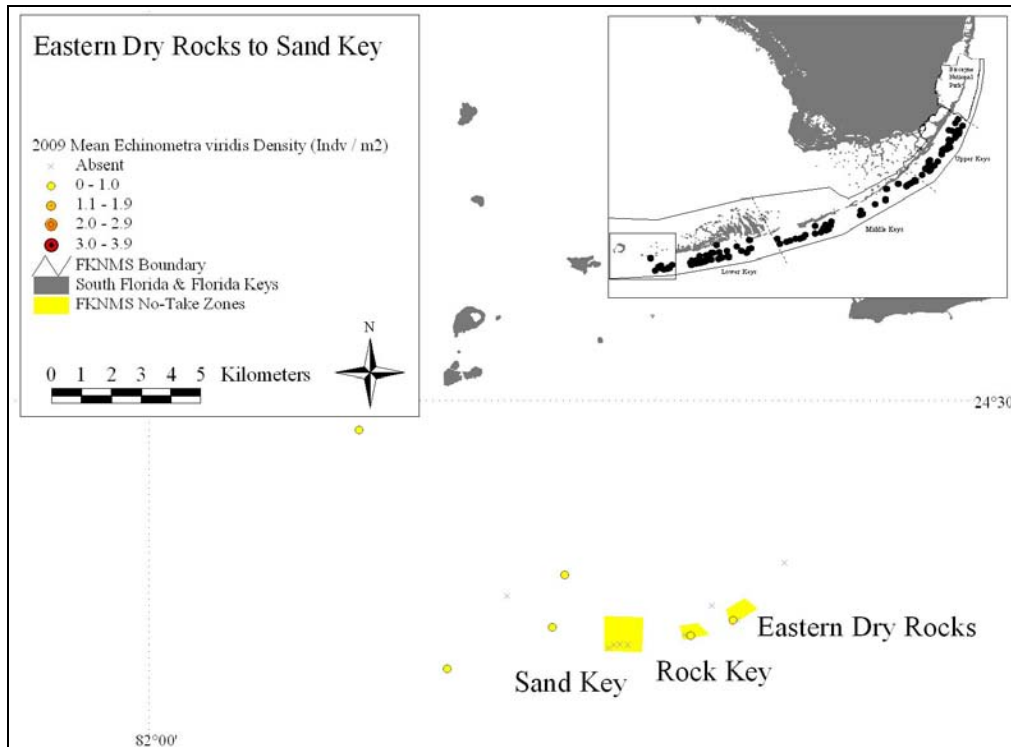 Eastern Dry Rocks to Sand Key
2009 Mean Echinometra viridis Density (Indv / m2)
Absent
0 - 1.0
1.1 - 1.9
2.0 - 2.9
3.0 - 3.9
FKNMS Boundary
South Florida & Florida Keys
FKNMS No-Take Zones
N
0 1 2 3 4 5 Kilometers
Biscayne
National
Park
Upper Keys
Middle Keys
Lower Keys
24°30
Eastern Dry Rocks
Rock Key
Sand Key
82°00'